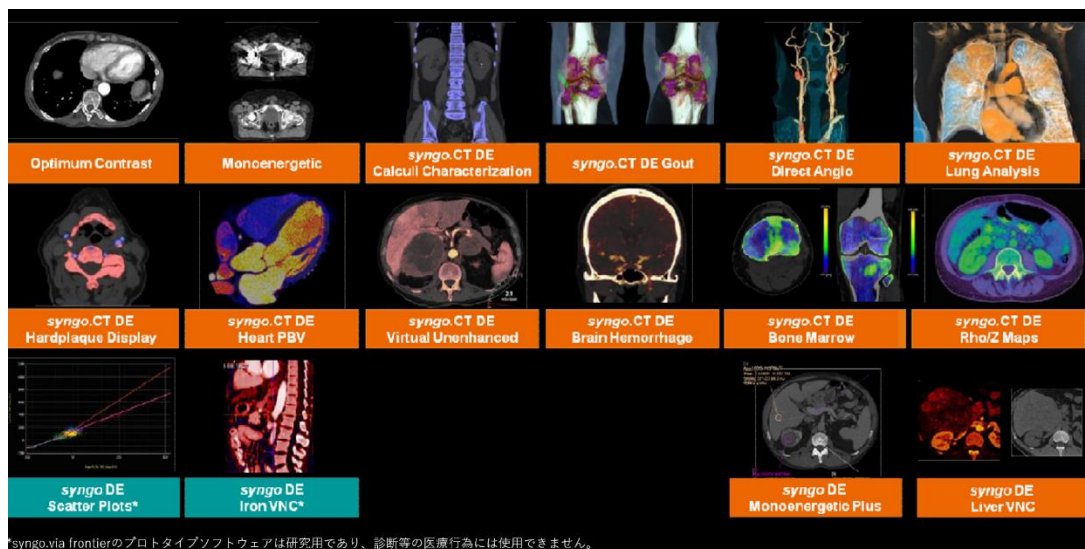 Optimum Contrast
Monoenergetic
syngo.CT DE
Calculi Characterization
syngo.CT DE Gout
syngo.CT DE
Direct Angio
syngo.CT DE
Lung Analysis
syngo.CT DE
Hardplaque Display
syngo.CT DE
Heart PBV
syngo.CT DE
Virtual Unenhanced
syngo.CT DE
Brain Hemorrhage
syngo.CT DE
Bone Marrow
syngo.CT DE
Rho/Z Maps
syngo DE
Scatter Plots*
syngo DE
Iron VNC*
syngo DE
Monoenergetic Plus
syngo DE
Liver VNC
*syngo.via frontierのプロトタイプソフトウェアは研究用であり、診断等の医療行為には使用できません。